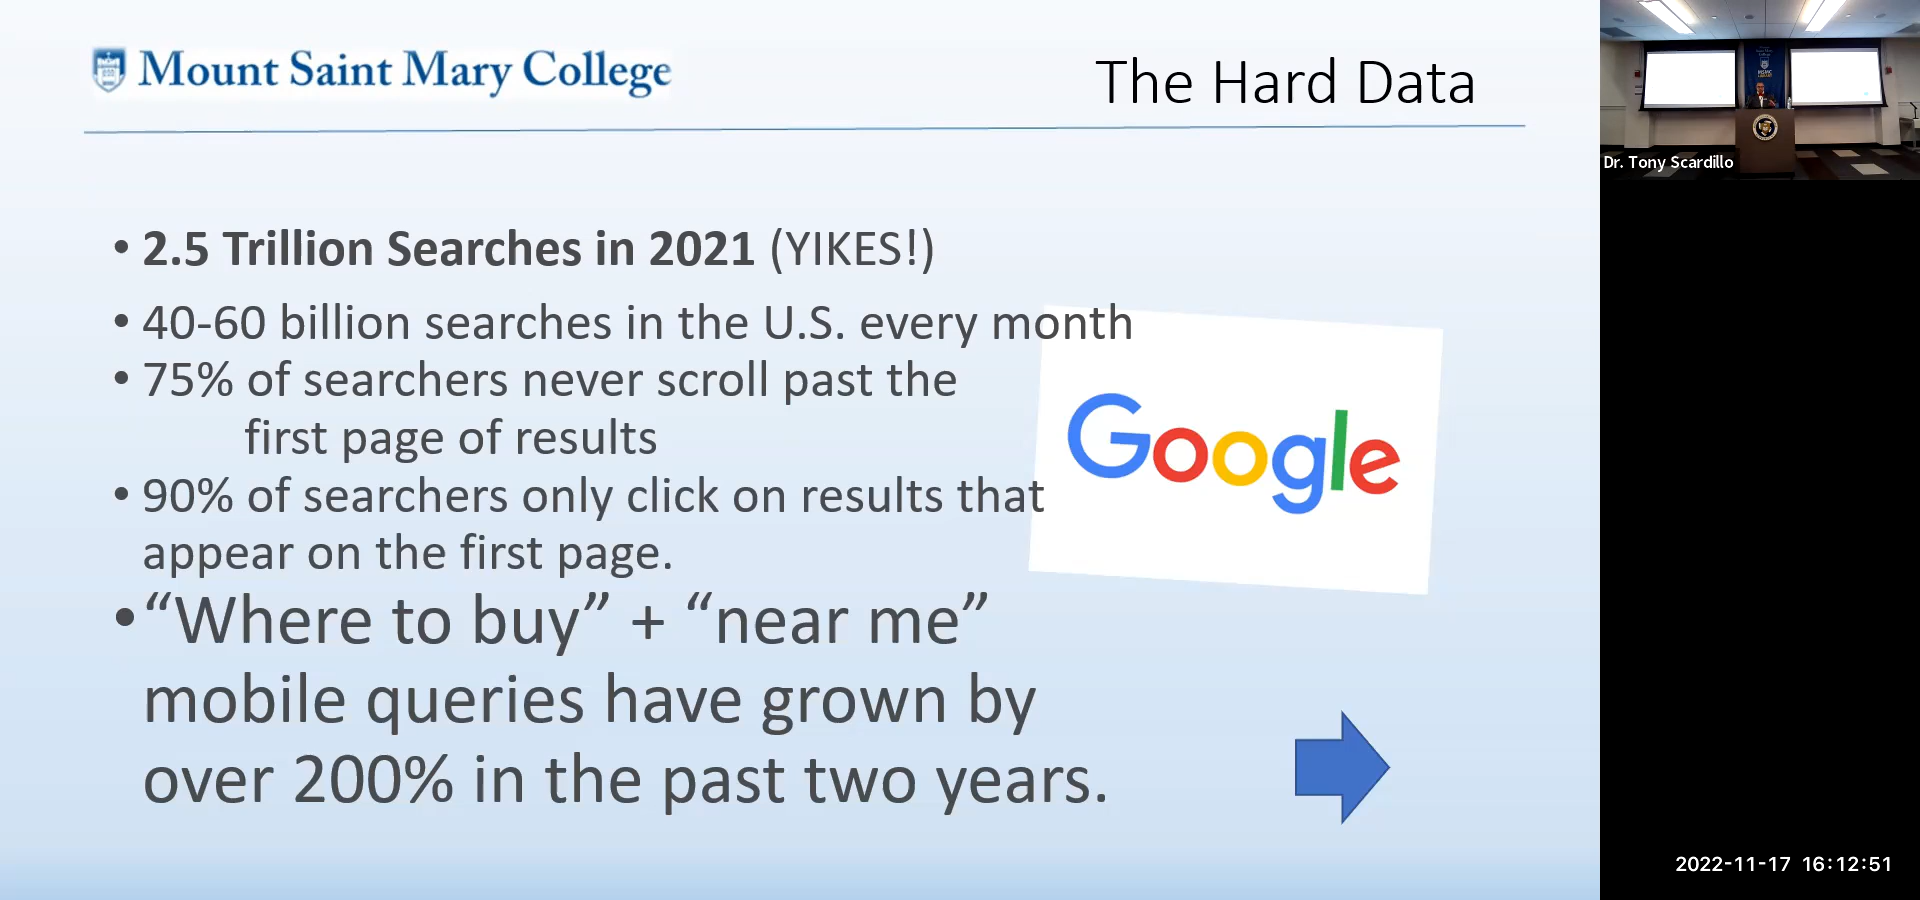 Mount Saint Mary College
The Hard Data
• 2.5 Trillion Searches in 2021 (YIKES!)
• 40-60 billion searches in the U.S. every month
• 75% of searchers never scroll past the
first page of results
• 90% of searchers only click on results that
appear on the first page.
• “Where to buy” + “near me”
mobile queries have grown by
over 200% in the past two years.
Google
Dr. Tony Scardillo
2022-11-17 16:12:51